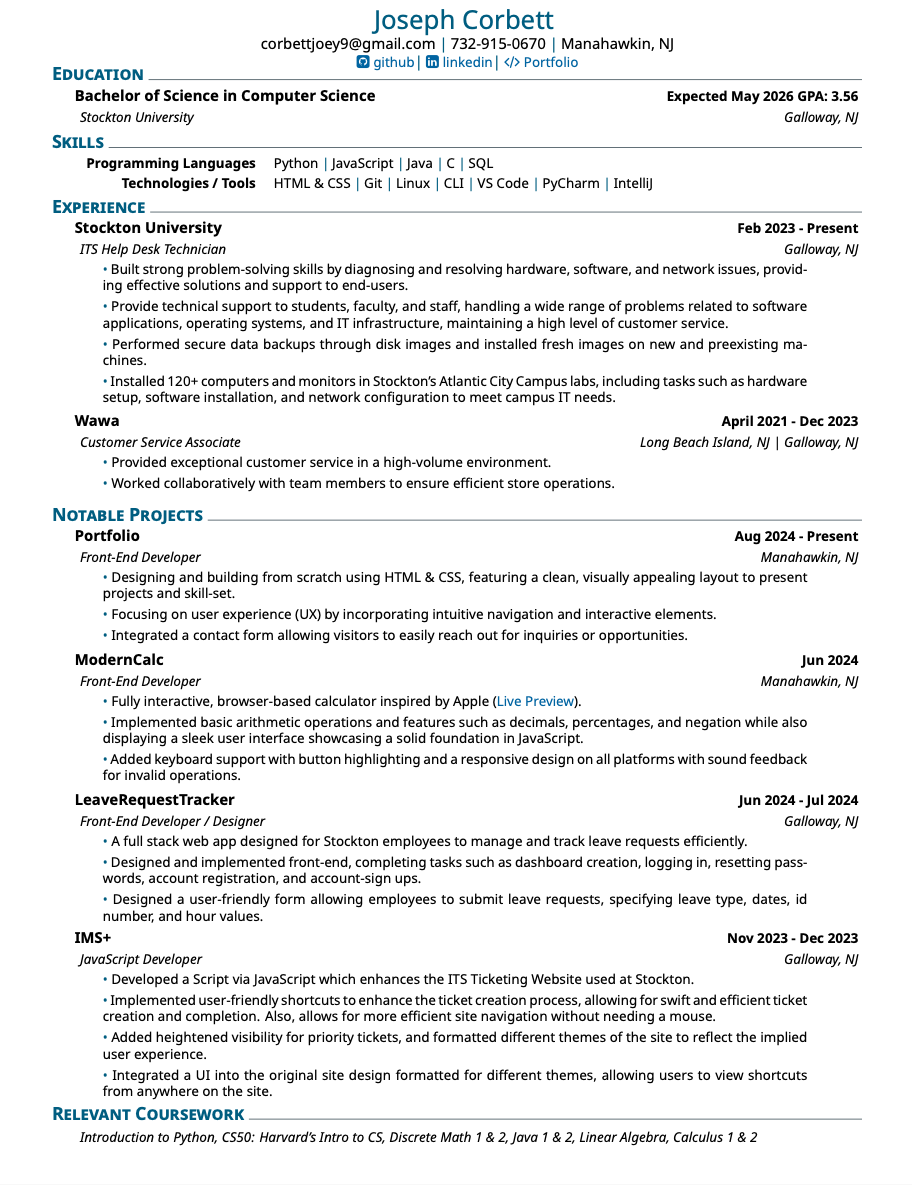 Joseph Corbett
corbettjoey9@gmail.com | 732-915-0670 | Manahawkin, NJ
github | linkedin | </> Portfolio
EDUCATION
Bachelor of Science in Computer Science Expected May 2026 GPA: 3.56
Stockton University Galloway, NJ
SKILLS
Programming Languages Python | JavaScript | Java | C | SQL
Technologies / Tools HTML & CSS | Git | Linux | CLI | VS Code | PyCharm | IntelliJ
EXPERIENCE
Stockton University Feb 2023 - Present
ITS Help Desk Technician Galloway, NJ
• Built strong problem-solving skills by diagnosing and resolving hardware, software, and network issues, provid-
ing effective solutions and support to end-users.
• Provide technical support to students, faculty, and staff, handling a wide range of problems related to software
applications, operating systems, and IT infrastructure, maintaining a high level of customer service.
• Performed secure data backups through disk images and installed fresh images on new and preexisting ma-
chines.
• Installed 120+ computers and monitors in Stockton's Atlantic City Campus labs, including tasks such as hardware
setup, software installation, and network configuration to meet campus IT needs.
Wawa April 2021 - Dec 2023
Customer Service Associate Long Beach Island, NJ | Galloway, NJ
• Provided exceptional customer service in a high-volume environment.
• Worked collaboratively with team members to ensure efficient store operations.
NOTABLE PROJECTS
Portfolio Aug 2024 - Present
Front-End Developer Manahawkin, NJ
• Designing and building from scratch using HTML & CSS, featuring a clean, visually appealing layout to present
projects and skill-set.
• Focusing on user experience (UX) by incorporating intuitive navigation and interactive elements.
• Integrated a contact form allowing visitors to easily reach out for inquiries or opportunities.
ModernCalc Jun 2024
Front-End Developer Manahawkin, NJ
• Fully interactive, browser-based calculator inspired by Apple (Live Preview).
• Implemented basic arithmetic operations and features such as decimals, percentages, and negation while also
displaying a sleek user interface showcasing a solid foundation in JavaScript.
• Added keyboard support with button highlighting and a responsive design on all platforms with sound feedback
for invalid operations.
LeaveRequestTracker Jun 2024 - Jul 2024
Front-End Developer / Designer Galloway, NJ
• A full stack web app designed for Stockton employees to manage and track leave requests efficiently.
• Designed and implemented front-end, completing tasks such as dashboard creation, logging in, resetting pass-
words, account registration, and account-sign ups.
• Designed a user-friendly form allowing employees to submit leave requests, specifying leave type, dates, id
number, and hour values.
IMS+ Nov 2023 - Dec 2023
JavaScript Developer Galloway, NJ
• Developed a Script via JavaScript which enhances the ITS Ticketing Website used at Stockton.
• Implemented user-friendly shortcuts to enhance the ticket creation process, allowing for swift and efficient ticket
creation and completion. Also, allows for more efficient site navigation without needing a mouse.
• Added heightened visibility for priority tickets, and formatted different themes of the site to reflect the implied
user experience.
• Integrated a UI into the original site design formatted for different themes, allowing users to view shortcuts
from anywhere on the site.
RELEVANT COURSEWORK
Introduction to Python, CS50: Harvard's Intro to CS, Discrete Math 1 & 2, Java 1 & 2, Linear Algebra, Calculus 1 & 2